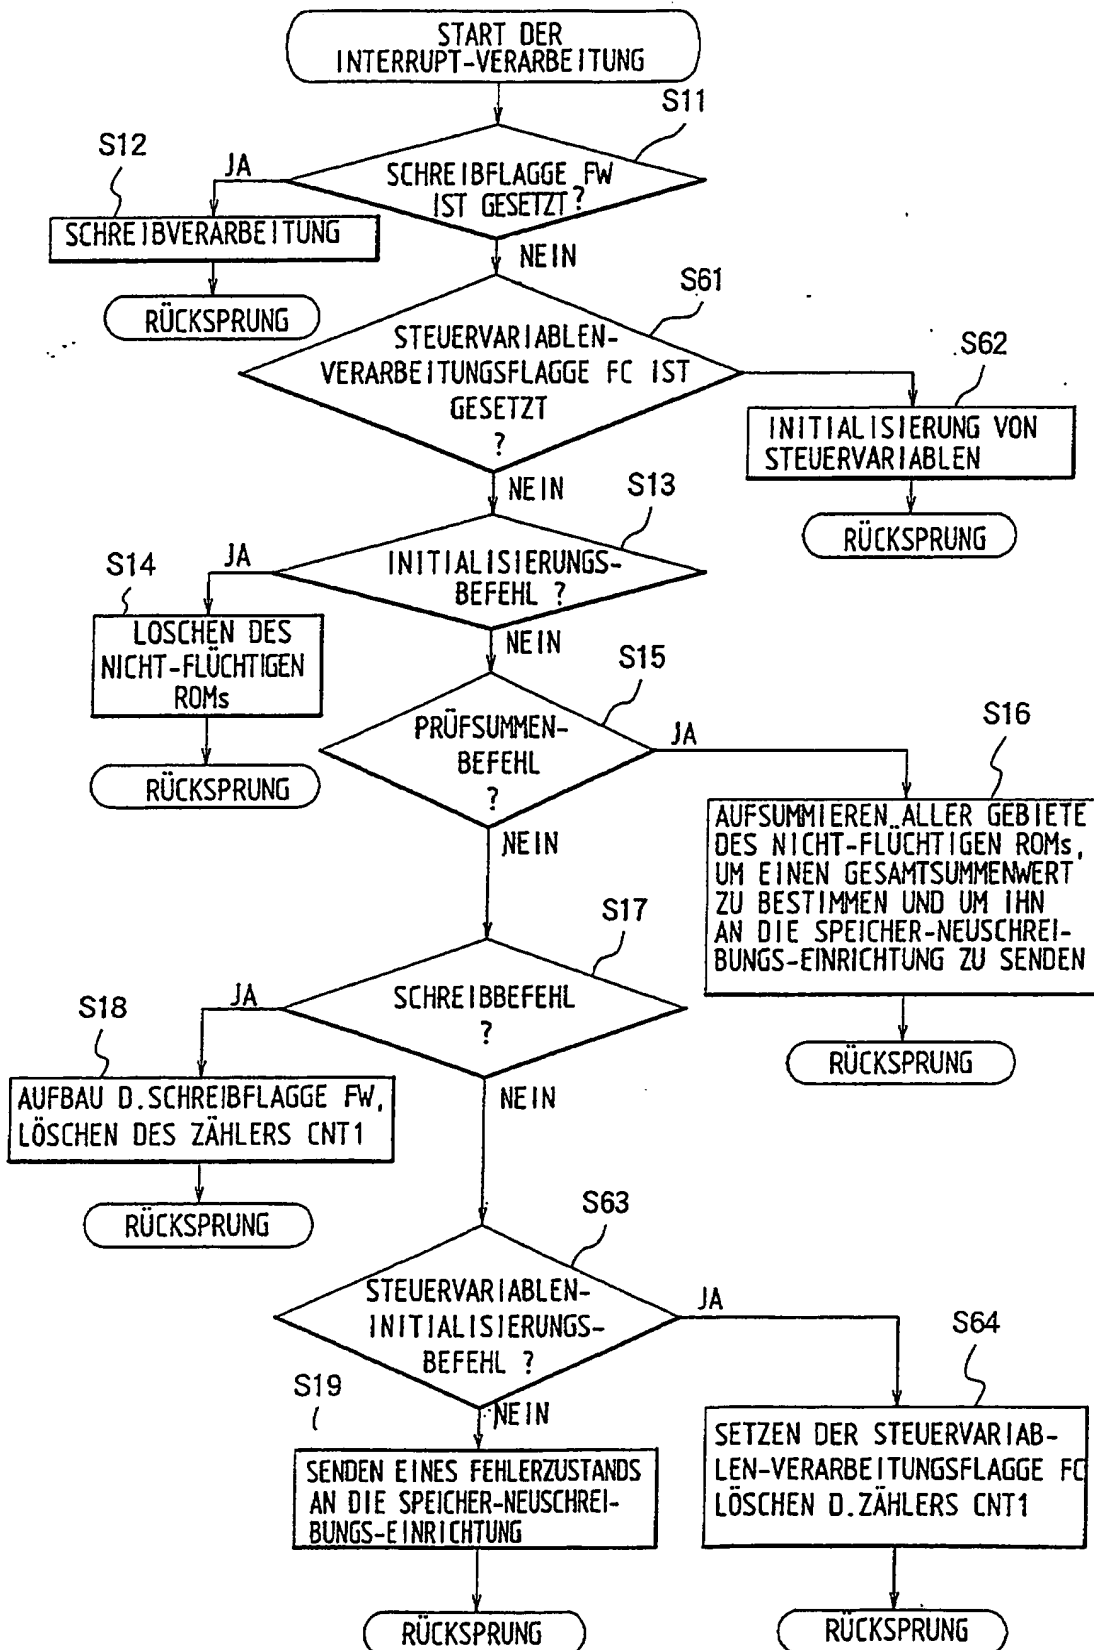 START DER
INTERRUPT-VERARBEITUNG
S11
SCHREIBFLAGGE FW
IST GESETZT?
JA
S12
SCHREIBVERARBEITUNG
RÜCKSPRUNG
NEIN
S61
STEUERVARIABLEN-
VERARBEITUNGSFLAGGE FC IST
GESETZT
?
S62
INITIALISIERUNG VON
STEUERVARIABLEN
RÜCKSPRUNG
NEIN
S13
INITIALISIERUNGS-
BEFEHL ?
JA
S14
LOSCHEN DES
NICHT-FLÜCHTIGEN
ROMs
RÜCKSPRUNG
NEIN
S15
PRÜFSUMMEN-
BEFEHL
?
JA
S16
AUFSUMMIEREN ALLER GEBIETE
DES NICHT-FLÜCHTIGEN ROMs,
UM EINEN GESAMTSUMMENWERT
ZU BESTIMMEN UND UM IHN
AN DIE SPEICHER-NEUSCHREI-
BUNGS-EINRICHTUNG ZU SENDEN
RÜCKSPRUNG
NEIN
S17
SCHREIBBEFEHL
?
JA
S18
AUFBAU D.SCHREIBFLAGGE FW,
LÖSCHEN DES ZÄHLERS CNT1
RÜCKSPRUNG
NEIN
S63
STEUERVARIABLEN-
INITIALISIERUNGS-
BEFEHL ?
JA
S64
SETZEN DER STEUERVARIAB-
LEN-VERARBEITUNGSFLAGGE FC
LÖSCHEN D.ZÄHLERS CNT1
RÜCKSPRUNG
NEIN
S19
SENDEN EINES FEHLERZUSTANDS
AN DIE SPEICHER-NEUSCHREI-
BUNGS-EINRICHTUNG
RÜCKSPRUNG